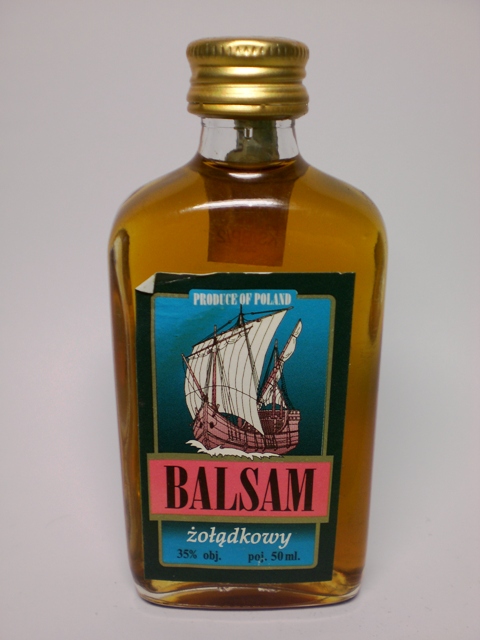 PRODUCE OF POLAND
BALSAM
żołądkowy
35% obj. poj. 50 ml.